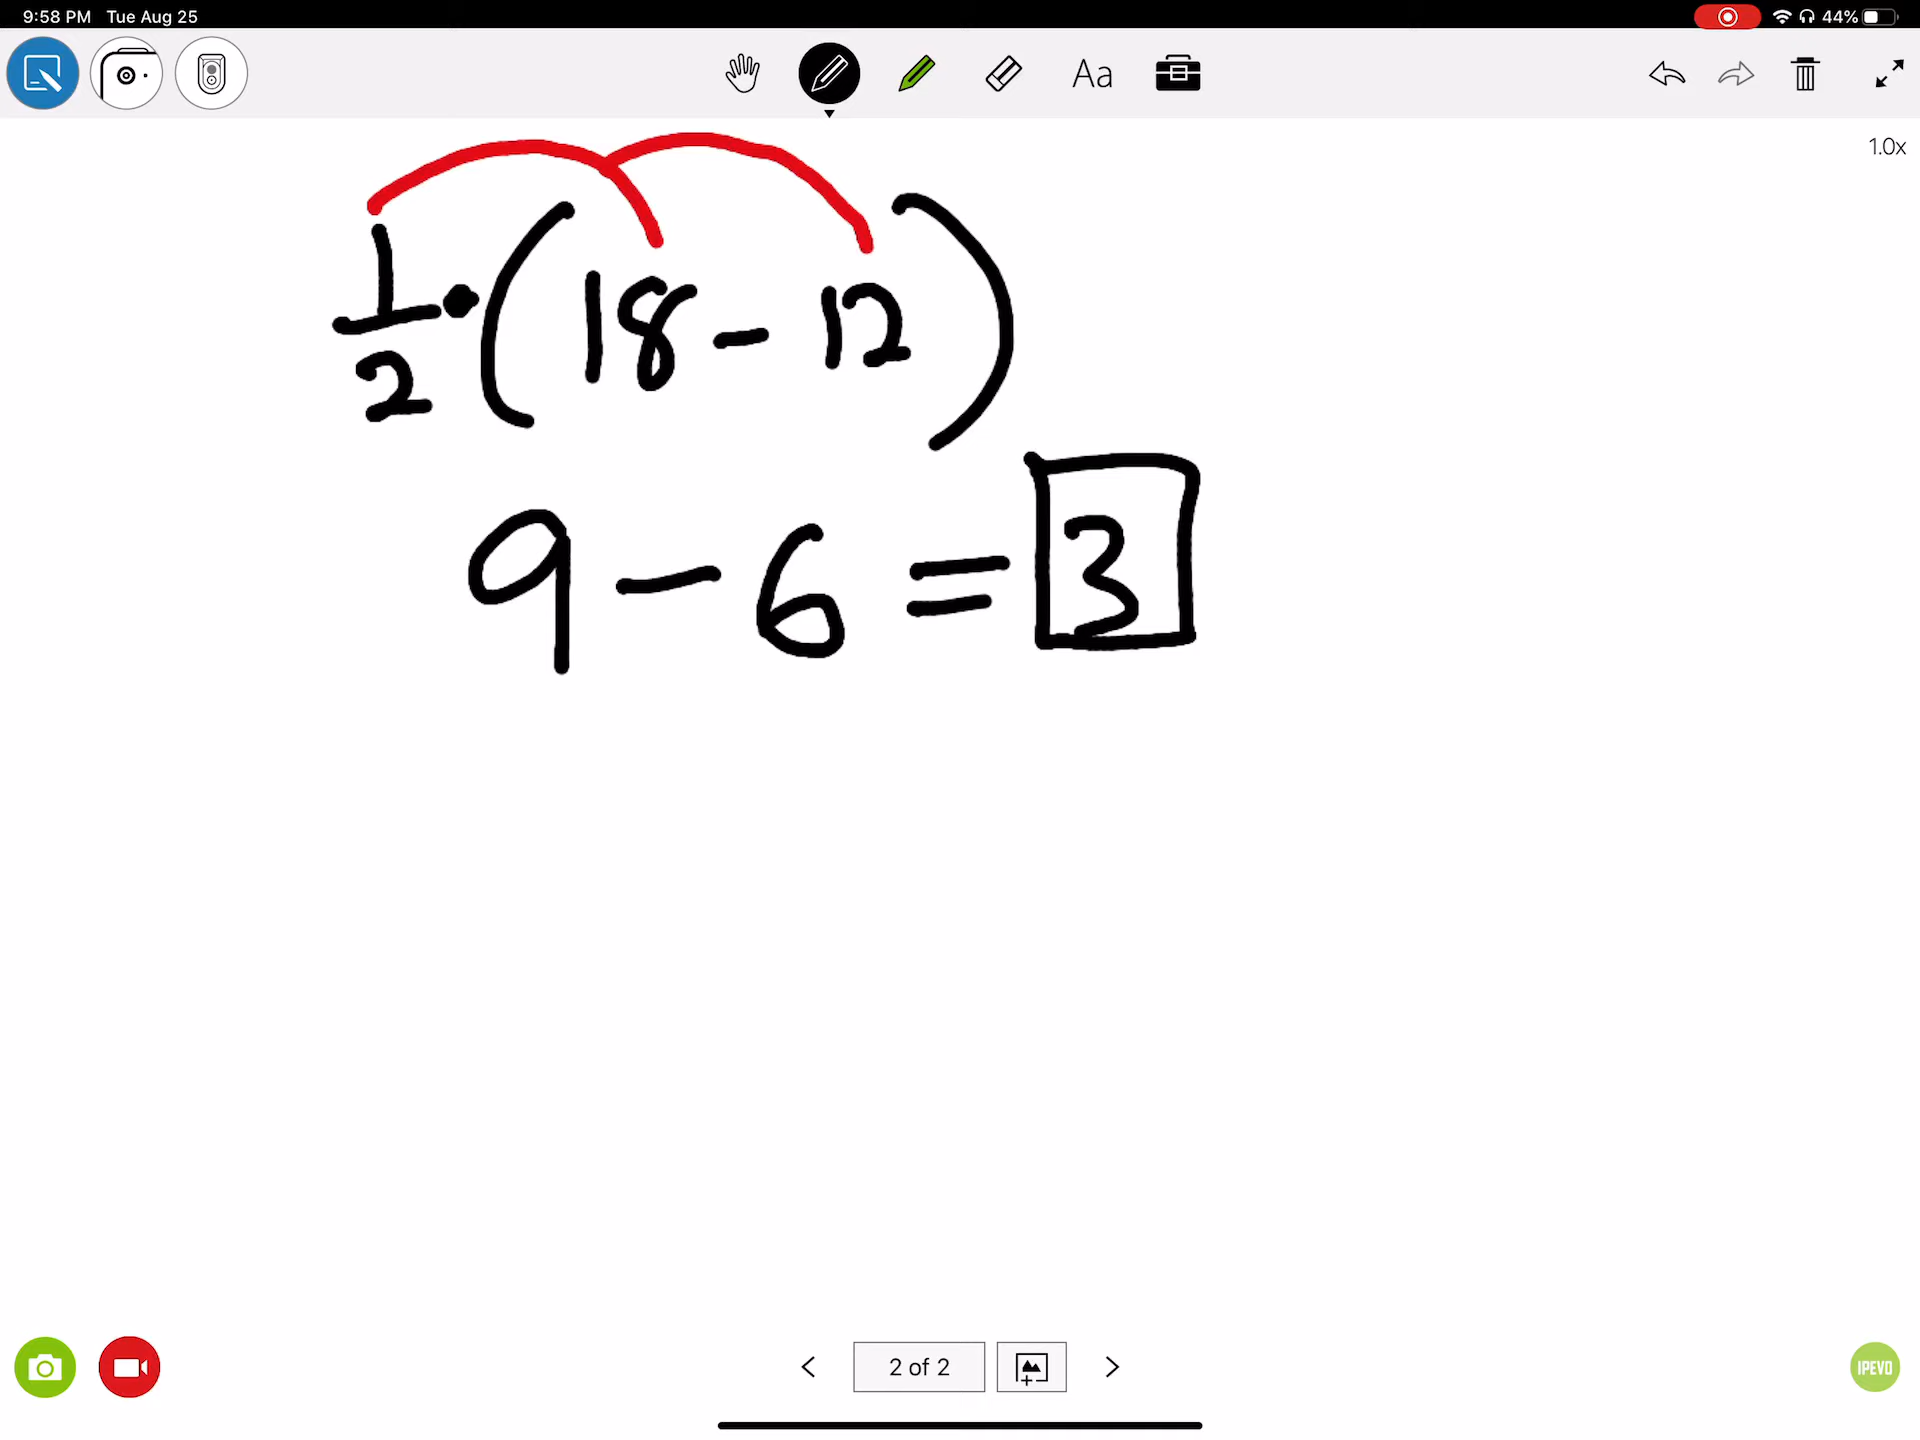 9:58 PM Tue Aug 25 44%
Aa
1.0x
1/2 · (18 - 12)
9 - 6 = 3
2 of 2
IPEVO